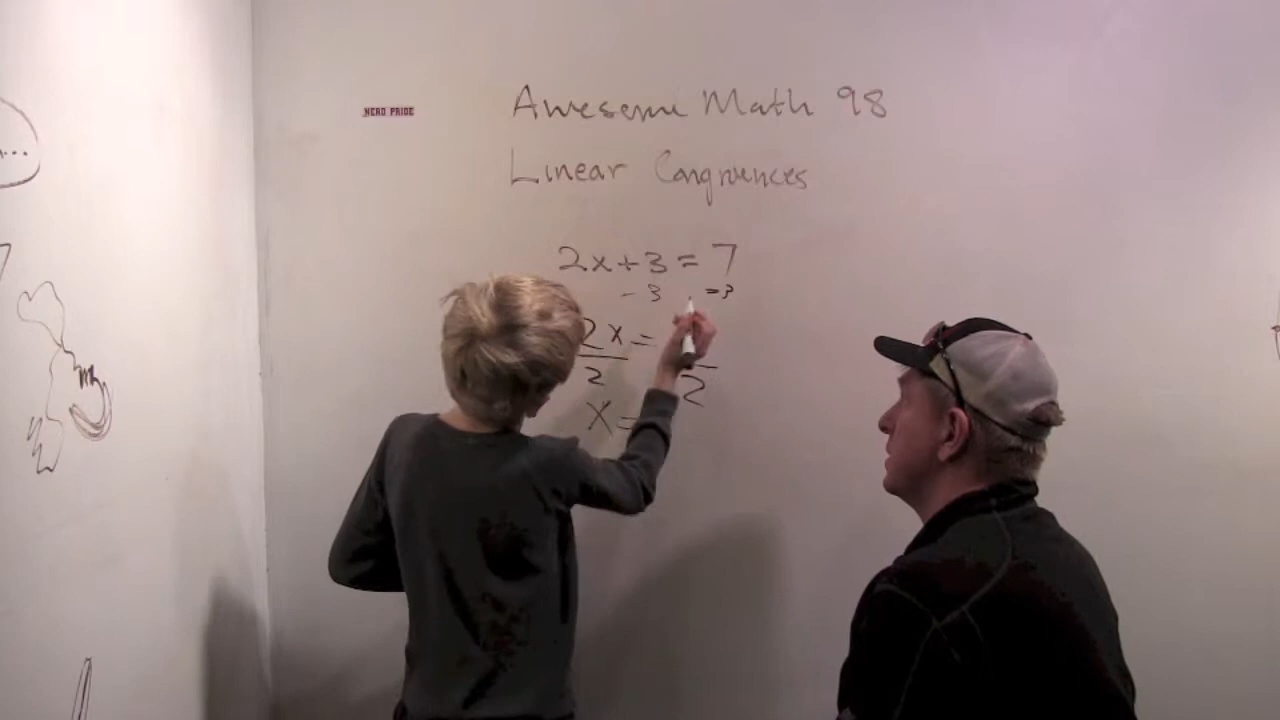 NERD PRIDE
Awesome Math 98
Linear Congruences
2x+3=7
-3 =3
2x=
2 2
x=